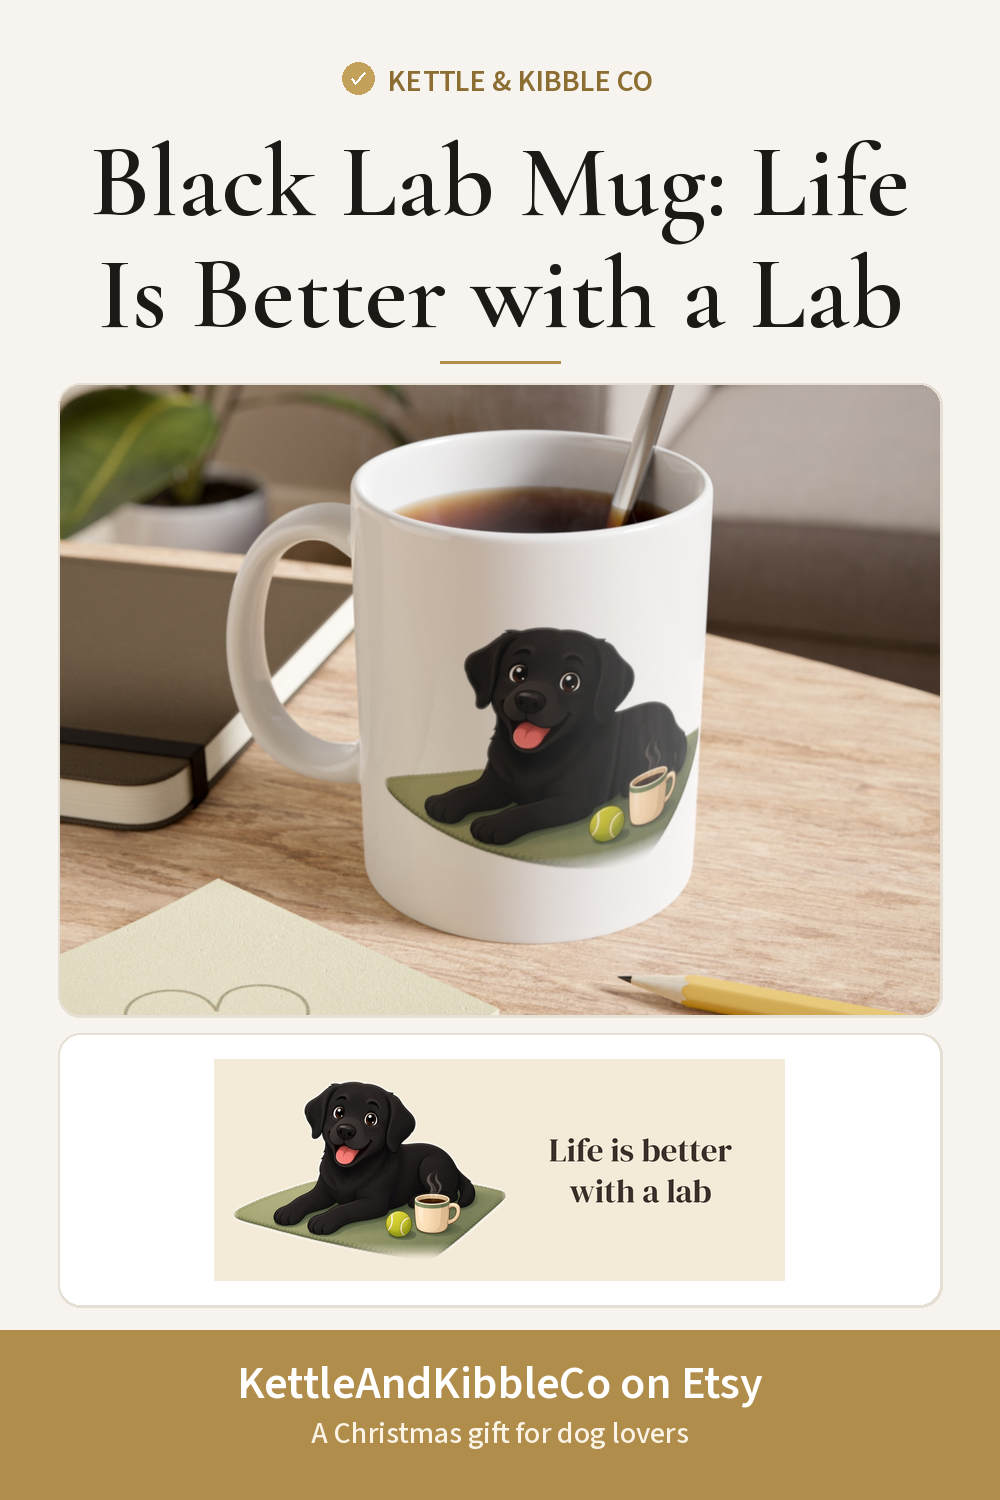 KETTLE & KIBBLE CO
Black Lab Mug: Life
Is Better with a Lab
Life is better
with a lab
KettleAndKibbleCo on Etsy
A Christmas gift for dog lovers